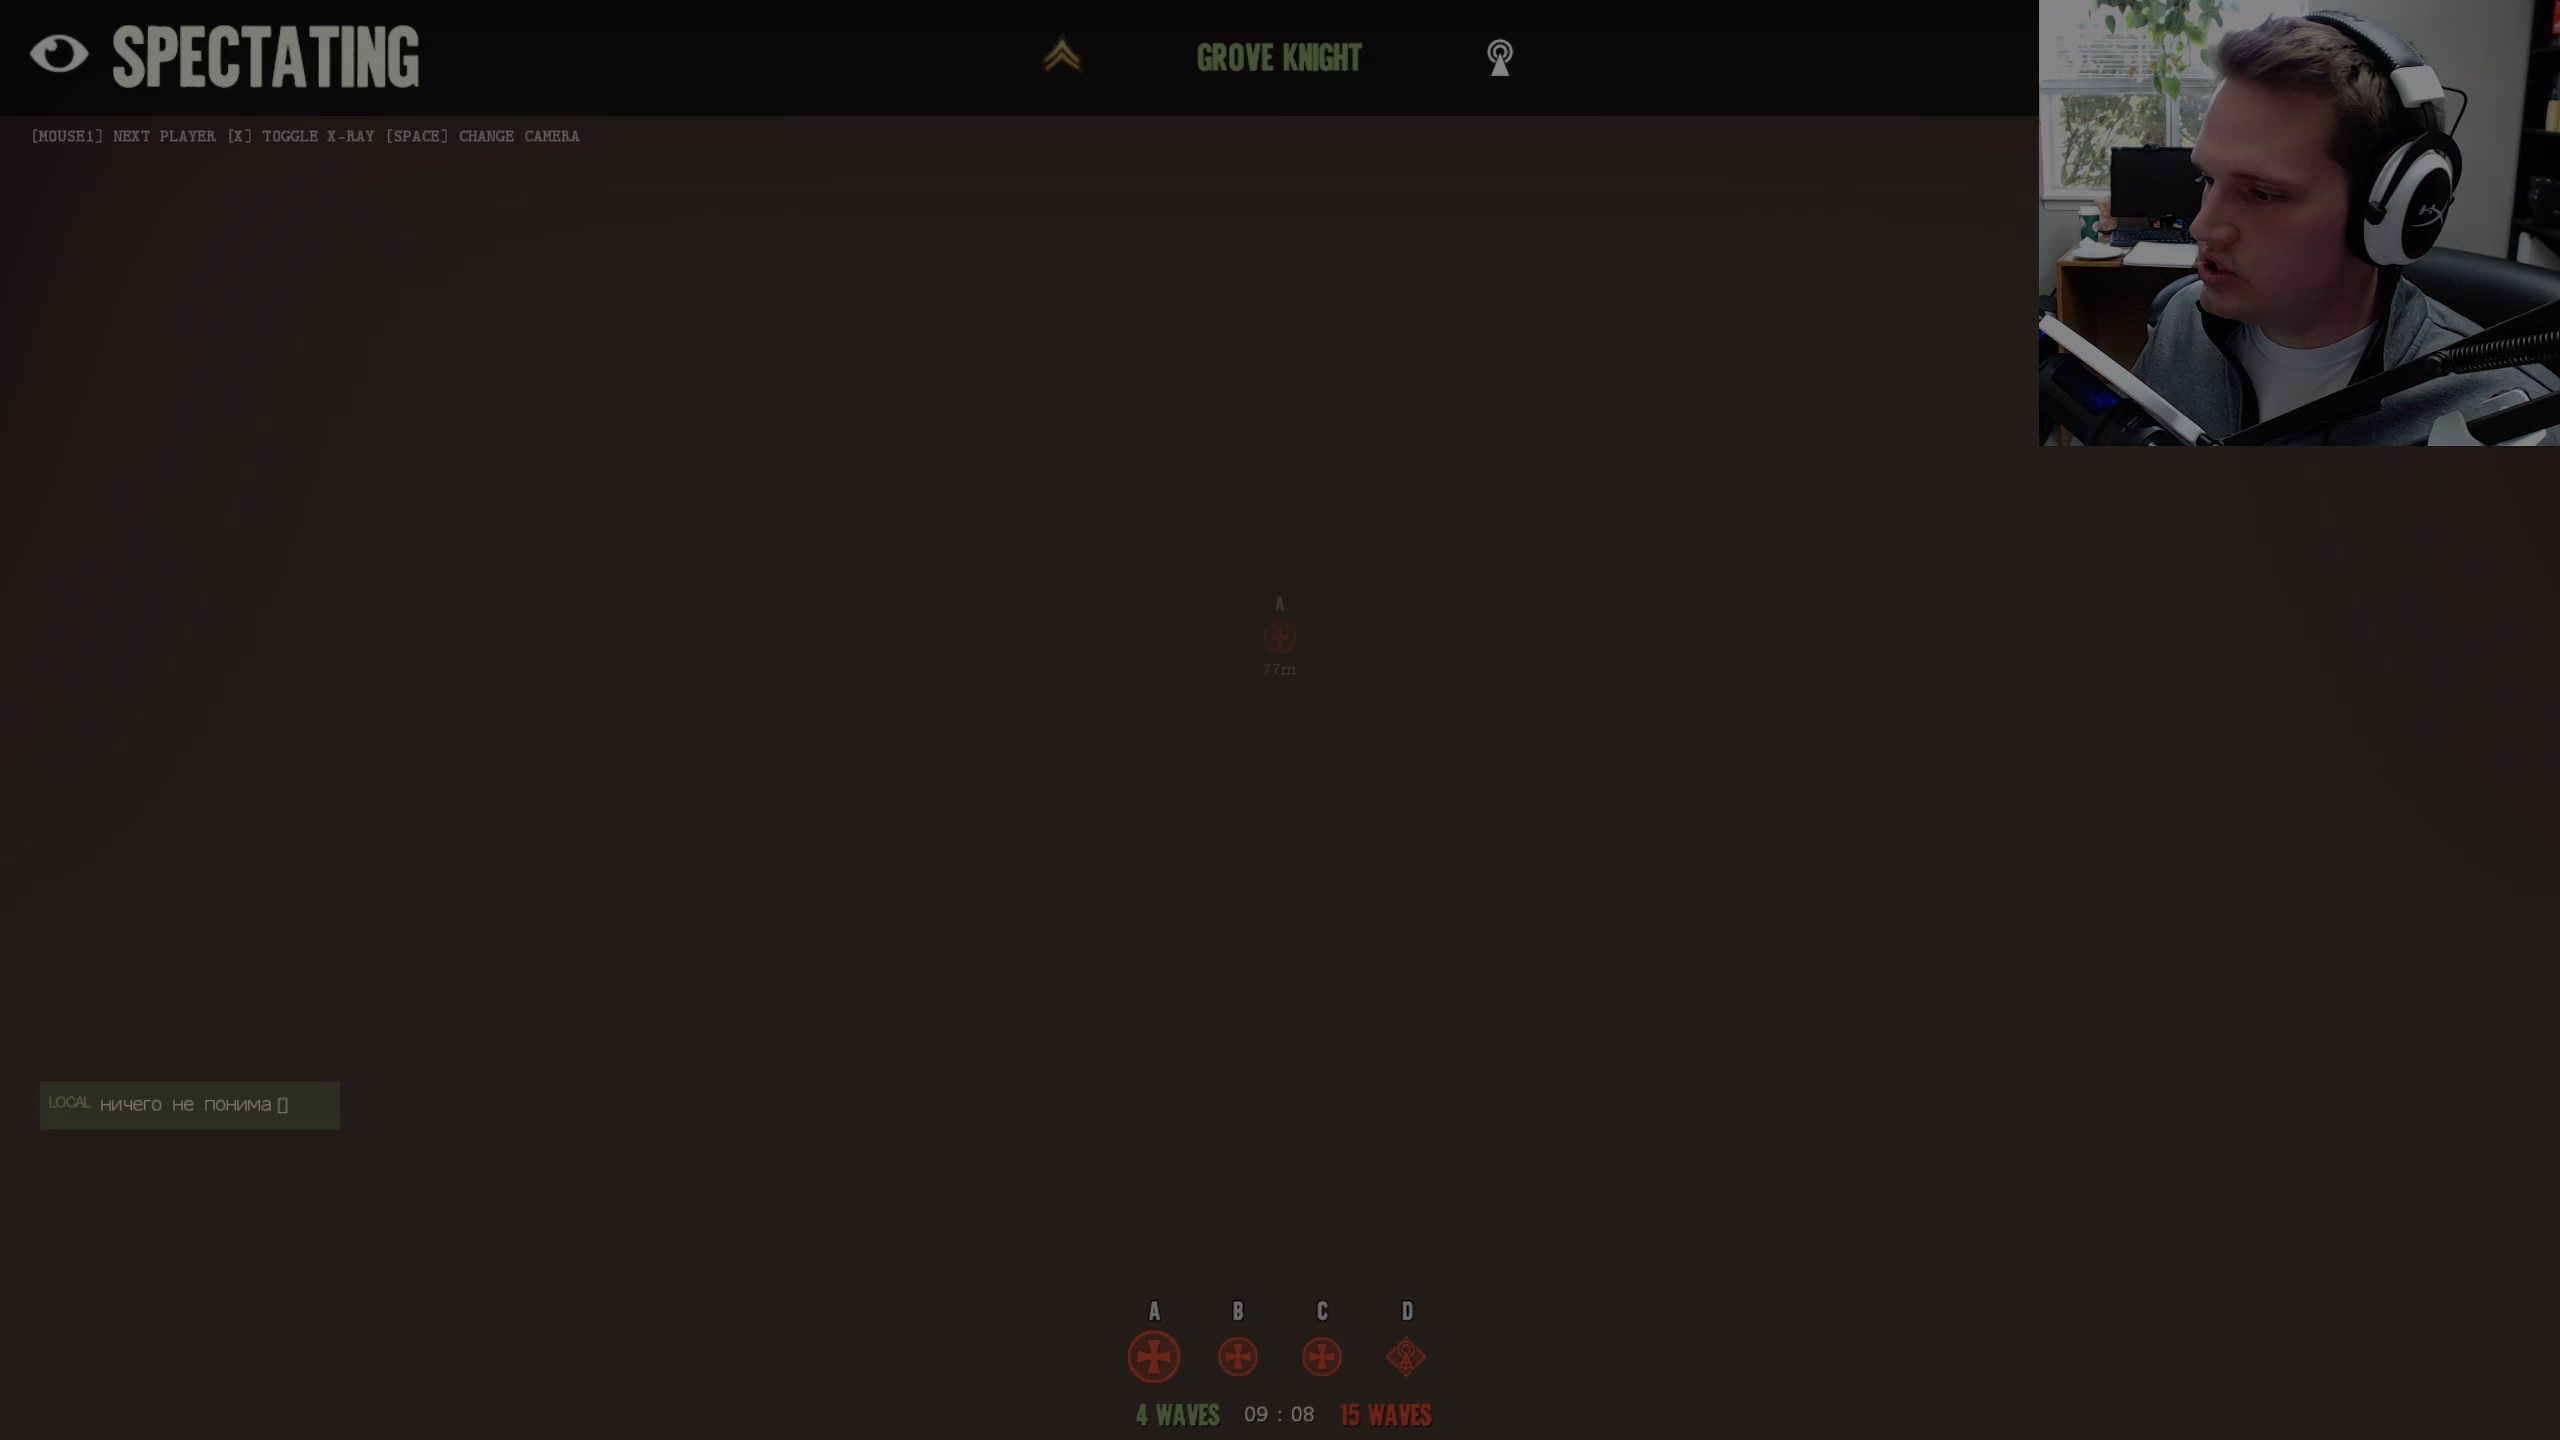 SPECTATING
GROVE KNIGHT
[MOUSE1] NEXT PLAYER [X] TOGGLE X-RAY [SPACE] CHANGE CAMERA
A
77m
LOCAL ничего не понима
A B C D
4 WAVES 09 : 08 15 WAVES